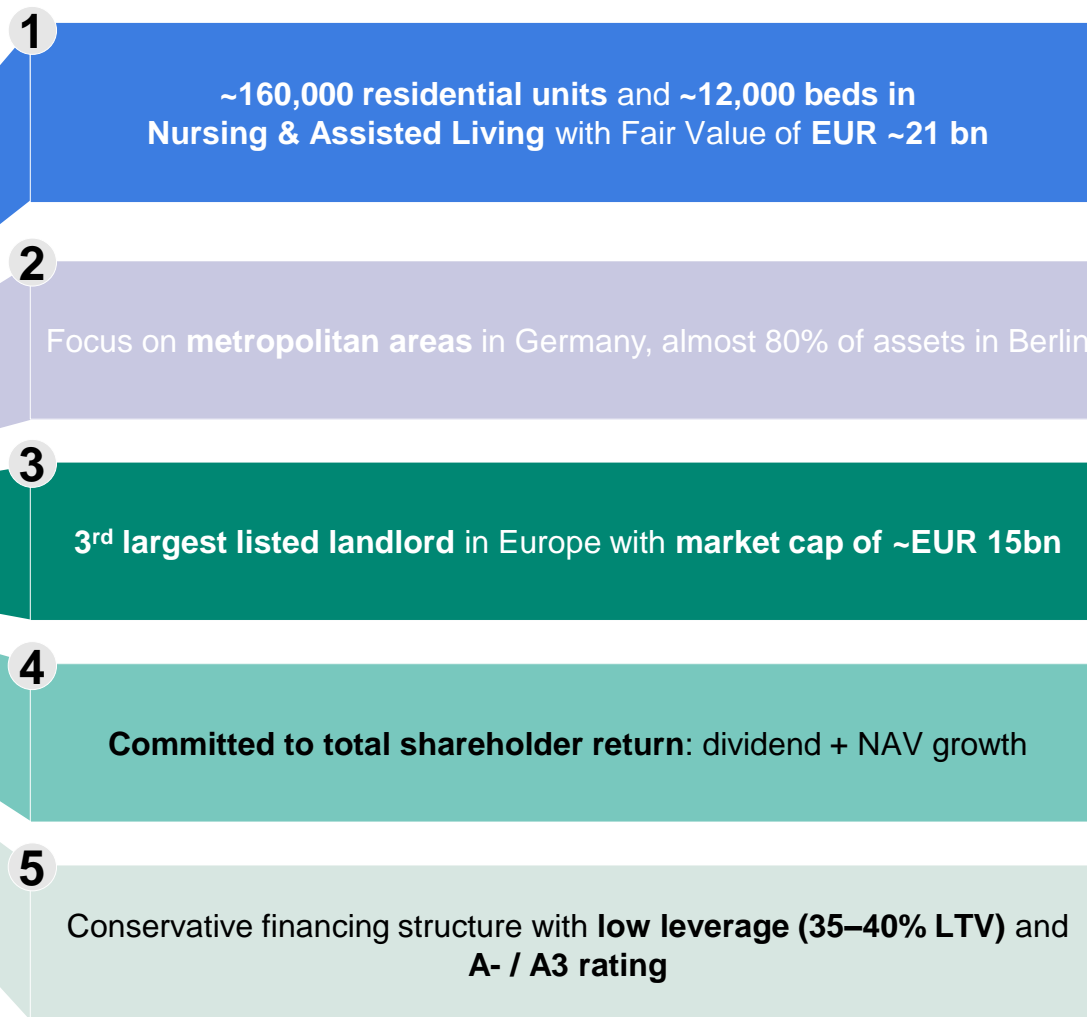 1
~160,000 residential units and ~12,000 beds in
Nursing & Assisted Living with Fair Value of EUR ~21 bn
2
Focus on metropolitan areas in Germany, almost 80% of assets in Berlin
3
3rd largest listed landlord in Europe with market cap of ~EUR 15bn
4
Committed to total shareholder return: dividend + NAV growth
5
Conservative financing structure with low leverage (35–40% LTV) and
A- / A3 rating